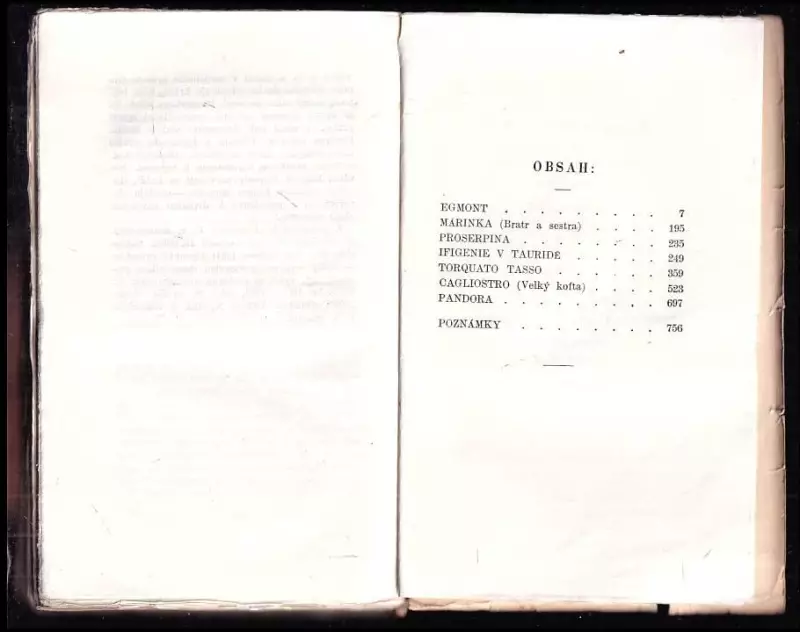 OBSAH:
EGMONT . . . . . . . . . 7
MARINKA (Bratr a sestra) . . . . 195
PROSERPINA . . . . . . . . 235
IFIGENIE V TAURIDĚ . . . . . 249
TORQUATO TASSO . . . . . . 359
CAGLIOSTRO (Velký kofta) . . . . 523
PANDORA . . . . . . . . . 697
POZNÁMKY . . . . . . . . 756